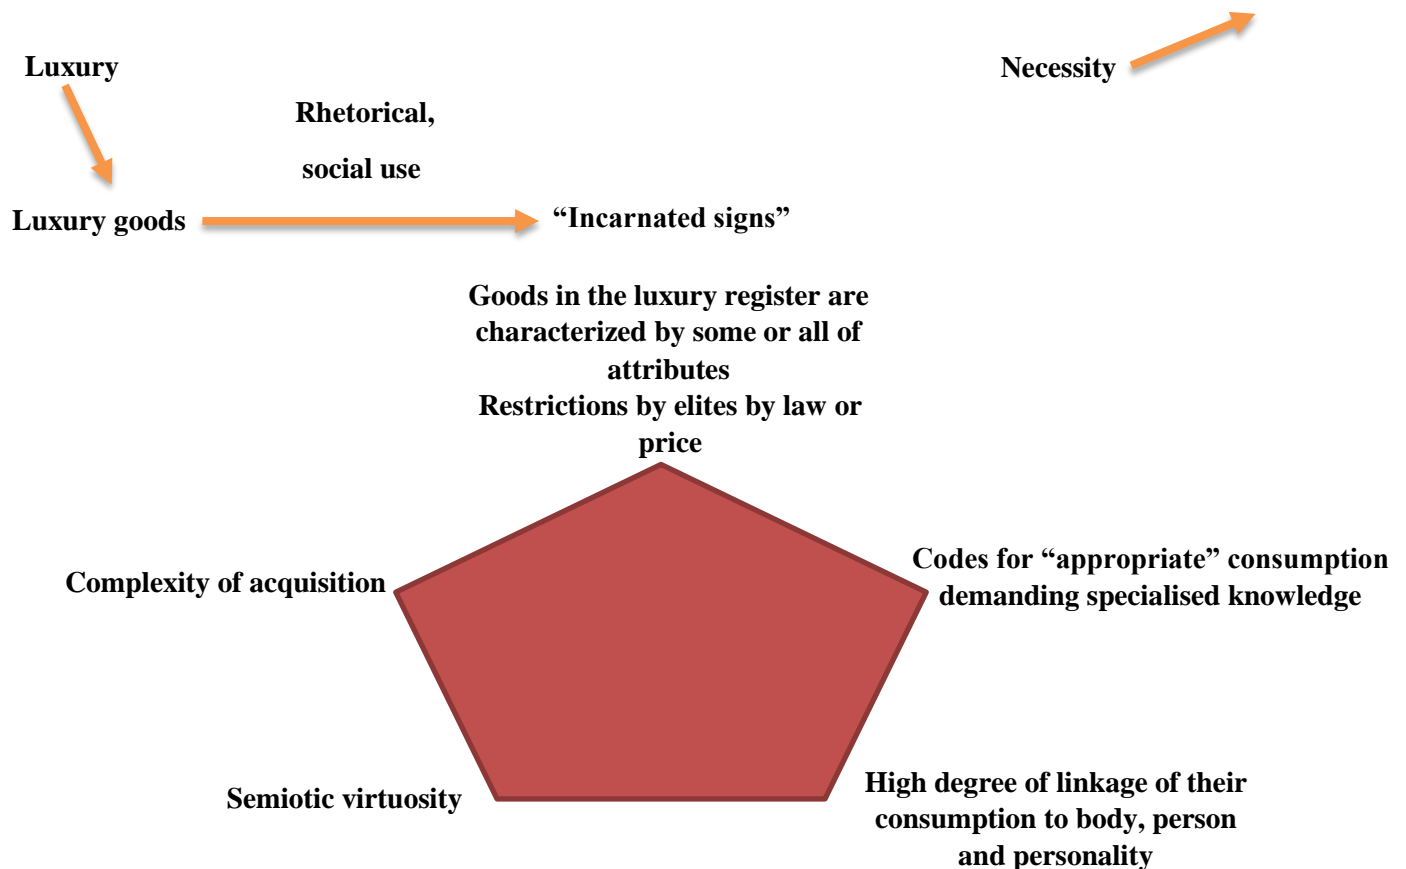 Luxury
Necessity
Rhetorical,
social use
Luxury goods
“Incarnated signs”
Goods in the luxury register are
characterized by some or all of
attributes
Restrictions by elites by law or
price
Complexity of acquisition
Codes for “appropriate” consumption
demanding specialised knowledge
Semiotic virtuosity
High degree of linkage of their
consumption to body, person
and personality